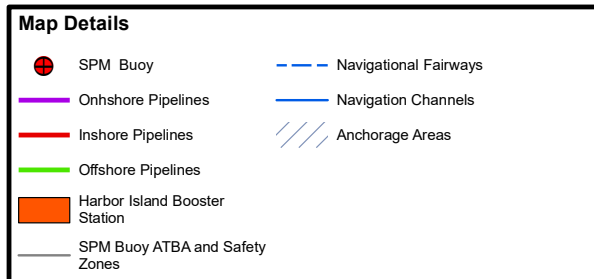 Map Details
SPM Buoy
Onhshore Pipelines
Inshore Pipelines
Offshore Pipelines
Harbor Island Booster
Station
SPM Buoy ATBA and Safety
Zones
Navigational Fairways
Navigation Channels
Anchorage Areas